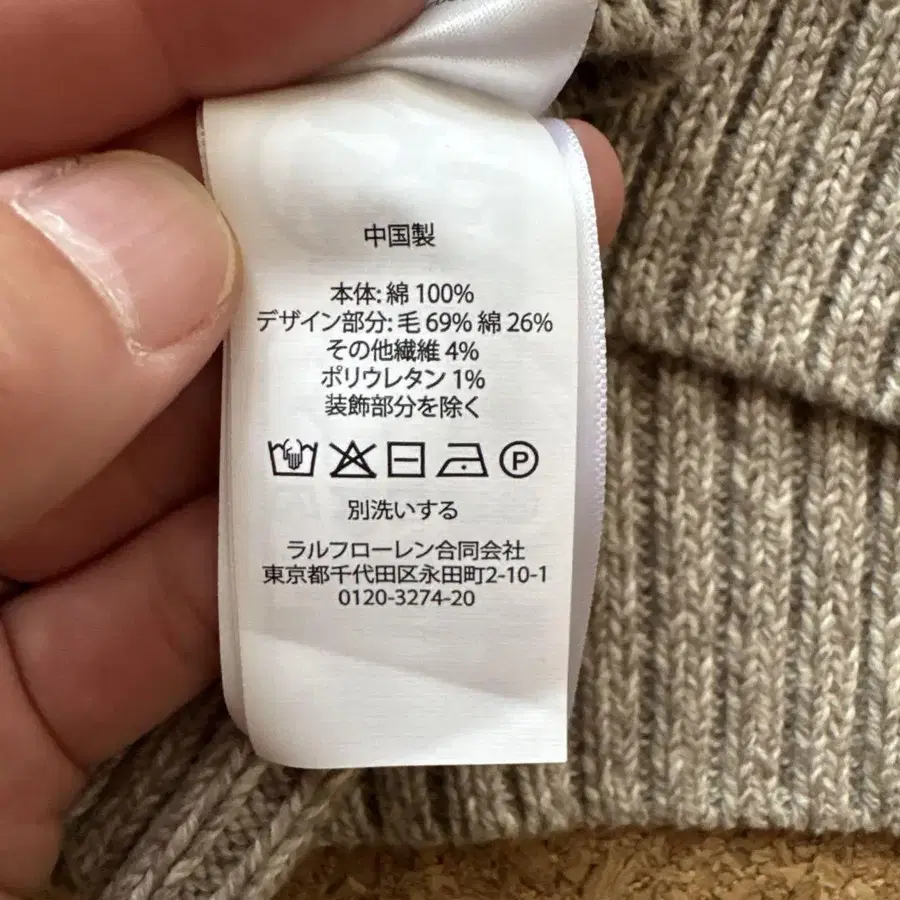 中国製
本体: 綿 100%
デザイン部分: 毛 69% 綿 26%
その他繊維 4%
ポリウレタン 1%
装飾部分を除く
P
別洗いする
ラルフローレン合同会社
東京都千代田区永田町2-10-1
0120-3274-20